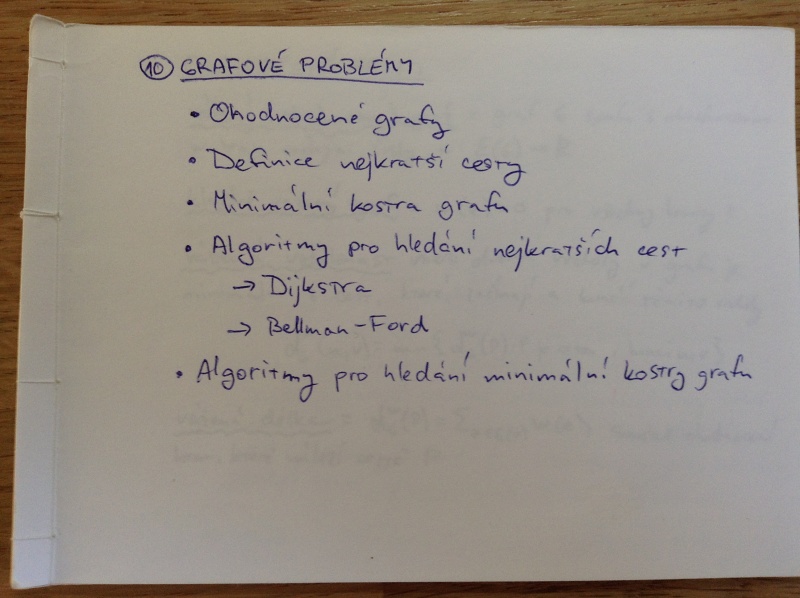 10 GRAFOVÉ PROBLÉMY
• Ohodnocené grafy
• Definice nejkratší cesty
• Minimální kostra grafu
• Algoritmy pro hledání nejkratších cest
→ Dijkstra
→ Bellman-Ford
• Algoritmy pro hledání minimální kostry grafu